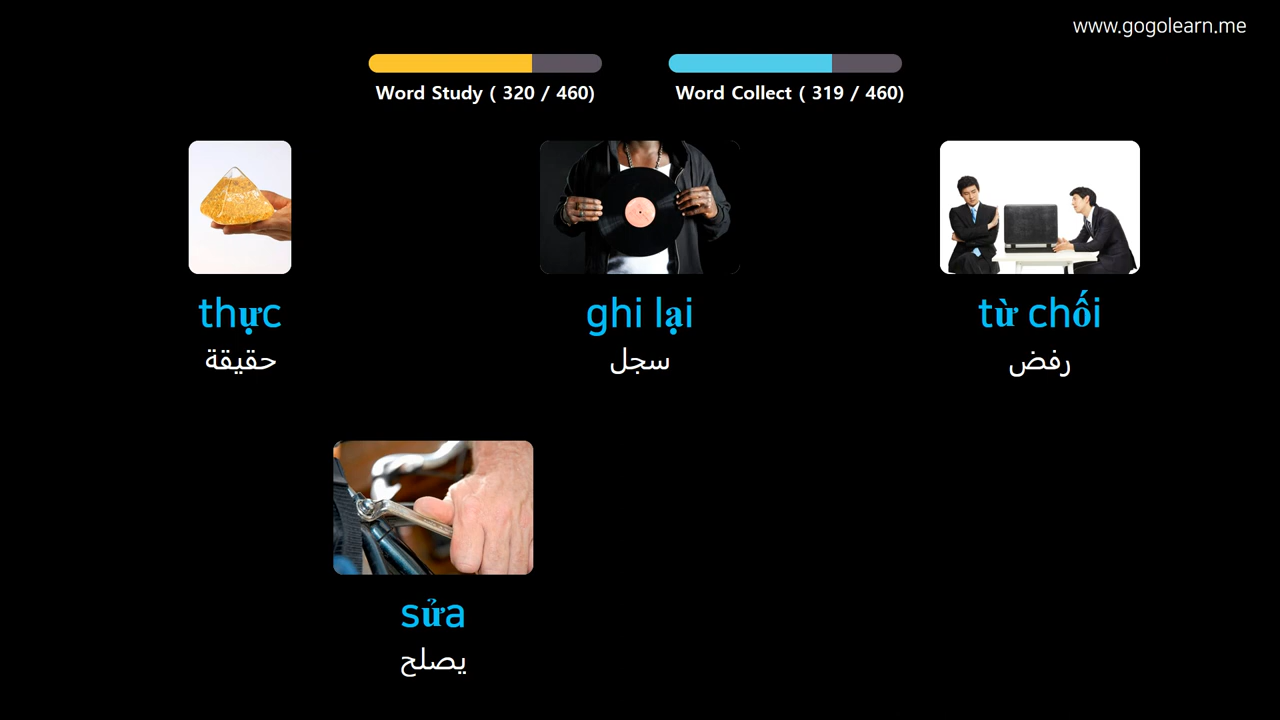 www.gogolearn.me
Word Study ( 320 / 460)
Word Collect ( 319 / 460)
thực
حقيقة
ghi lại
سجل
từ chối
رفض
sửa
يصلح